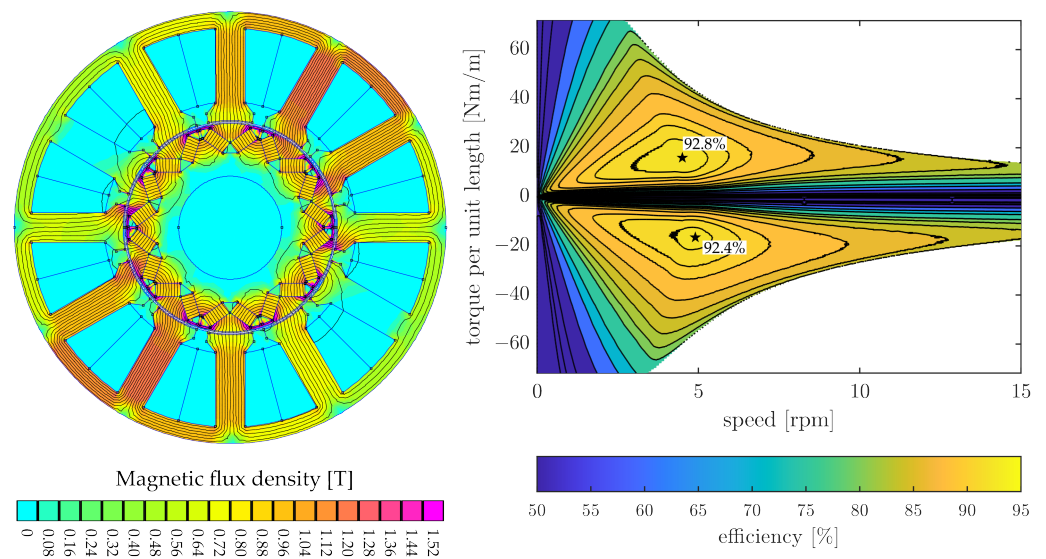 Magnetic flux density [T]
0 0.08 0.16 0.24 0.32 0.40 0.48 0.56 0.64 0.72 0.80 0.88 0.96 1.04 1.12 1.20 1.28 1.36 1.44 1.52
torque per unit length [Nm/m]
60
40
20
0
−20
−40
−60
92.8%
92.4%
0 5 10 15
speed [rpm]
50 55 60 65 70 75 80 85 90 95
efficiency [%]